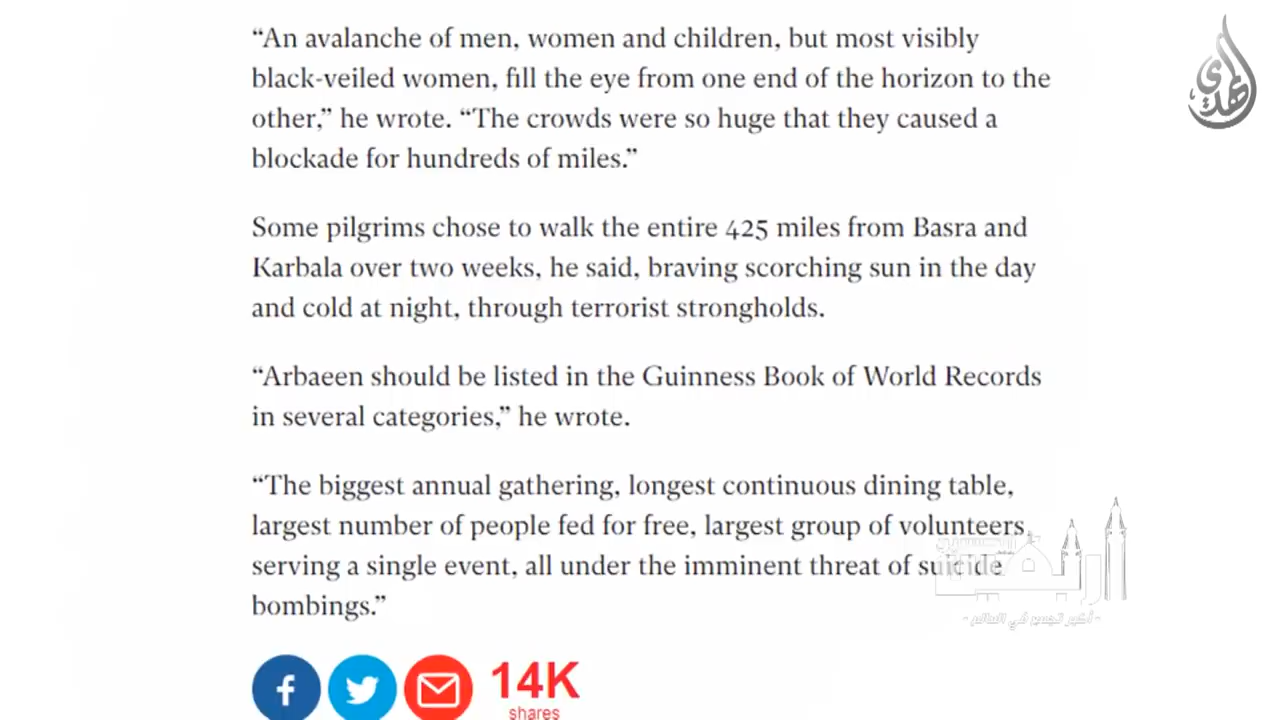 “An avalanche of men, women and children, but most visibly
black-veiled women, fill the eye from one end of the horizon to the
other,” he wrote. “The crowds were so huge that they caused a
blockade for hundreds of miles.”
Some pilgrims chose to walk the entire 425 miles from Basra and
Karbala over two weeks, he said, braving scorching sun in the day
and cold at night, through terrorist strongholds.
“Arbaeen should be listed in the Guinness Book of World Records
in several categories,” he wrote.
“The biggest annual gathering, longest continuous dining table,
largest number of people fed for free, largest group of volunteers
serving a single event, all under the imminent threat of suicide
bombings.”
- أكبر تجمع في العالم -
14K
shares
المهدي